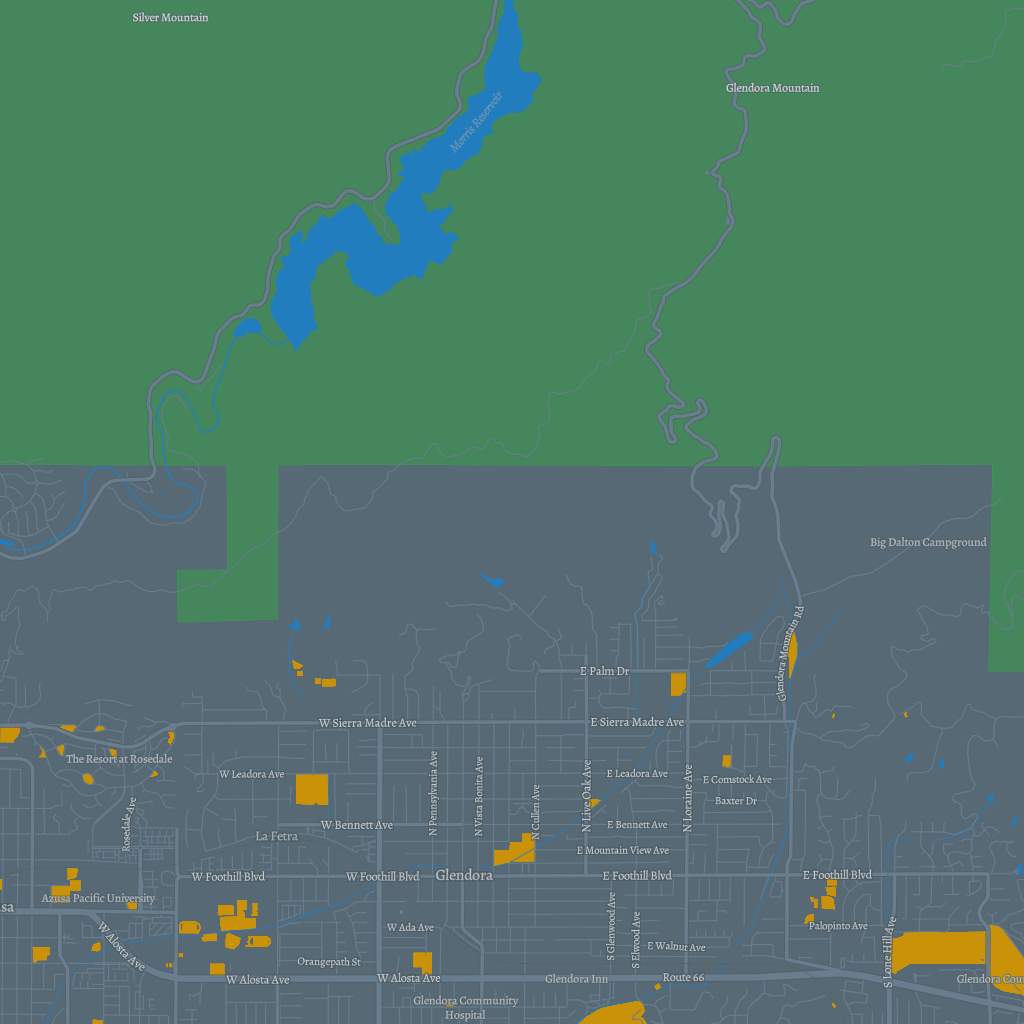 Silver Mountain
Glendora Mountain
Morris Reservoir
Big Dalton Campground
Glendora Mountain Rd
E Palm Dr
W Sierra Madre Ave
E Sierra Madre Ave
The Resort at Rosedale
W Leadora Ave
E Leadora Ave
E Comstock Ave
N Pennsylvania Ave
N Vista Bonita Ave
N Cullen Ave
N Live Oak Ave
N Loraine Ave
Baxter Dr
Rosedale Ave
W Bennett Ave
E Bennett Ave
La Fetra
E Mountain View Ave
W Foothill Blvd
W Foothill Blvd
Glendora
E Foothill Blvd
E Foothill Blvd
Azusa Pacific University
sa
W Alosta Ave
W Ada Ave
S Glenwood Ave
S Elwood Ave
Palopinto Ave
E Walnut Ave
S Lone Hill Ave
Orangepath St
W Alosta Ave
W Alosta Ave
Glendora Inn
Route 66
Glendora Cou
Glendora Community
Hospital